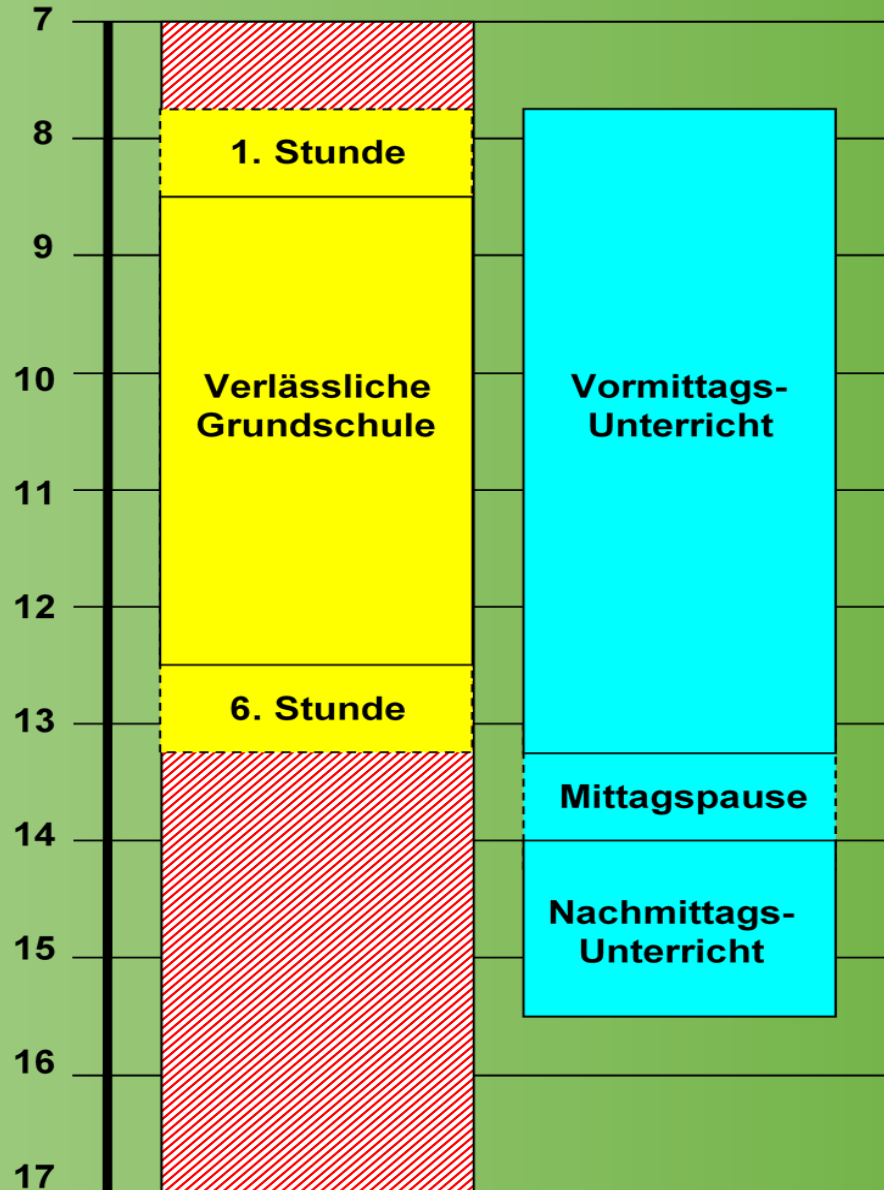 7
8
1. Stunde
9
10
Verlässliche
Grundschule
Vormittags-
Unterricht
11
12
13
6. Stunde
Mittagspause
14
Nachmittags-
Unterricht
15
16
17